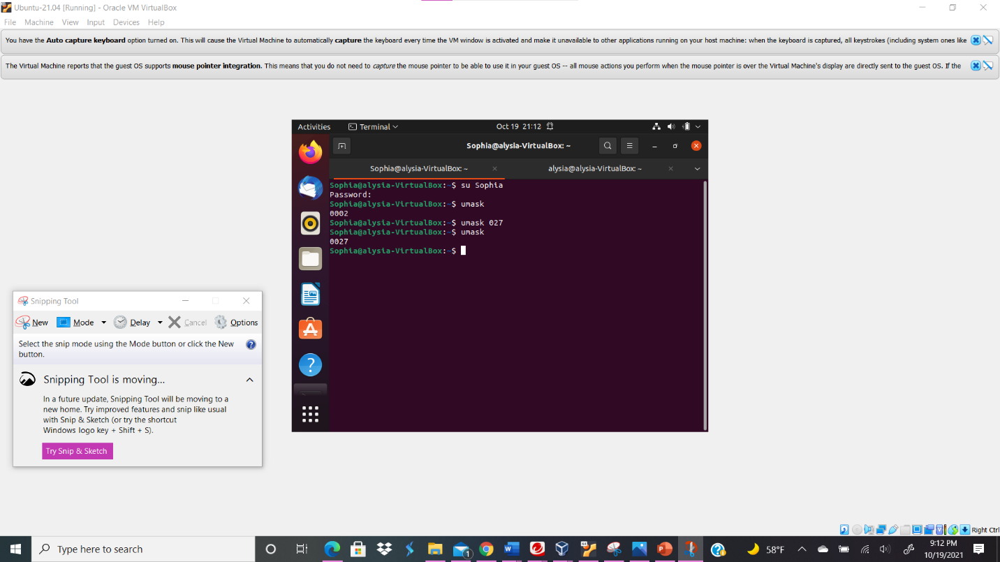 Ubuntu-21.04 [Running] - Oracle VM VirtualBox
File Machine View Input Devices Help
You have the Auto capture keyboard option turned on. This will cause the Virtual Machine to automatically capture the keyboard every time the VM window is activated and make it unavailable to other applications running on your host machine: when the keyboard is captured, all keystrokes (including system ones like
The Virtual Machine reports that the guest OS supports mouse pointer integration. This means that you do not need to capture the mouse pointer to be able to use it in your guest OS -- all mouse actions you perform when the mouse pointer is over the Virtual Machine's display are directly sent to the guest OS. If the
Activities Terminal Oct 19 21:12
Sophia@alysia-VirtualBox: ~
Sophia@alysia-VirtualBox: ~ alysia@alysia-VirtualBox: ~
Sophia@alysia-VirtualBox:~$ su Sophia
Password:
Sophia@alysia-VirtualBox:~$ umask
0002
Sophia@alysia-VirtualBox:~$ umask 027
Sophia@alysia-VirtualBox:~$ umask
0027
Sophia@alysia-VirtualBox:~$
Snipping Tool
New Mode Delay Cancel Options
Select the snip mode using the Mode button or click the New
button.
Snipping Tool is moving...
In a future update, Snipping Tool will be moving to a
new home. Try improved features and snip like usual
with Snip & Sketch (or try the shortcut
Windows logo key + Shift + S).
Try Snip & Sketch
Right Ctrl
Type here to search
1
58°F
9:12 PM
10/19/2021